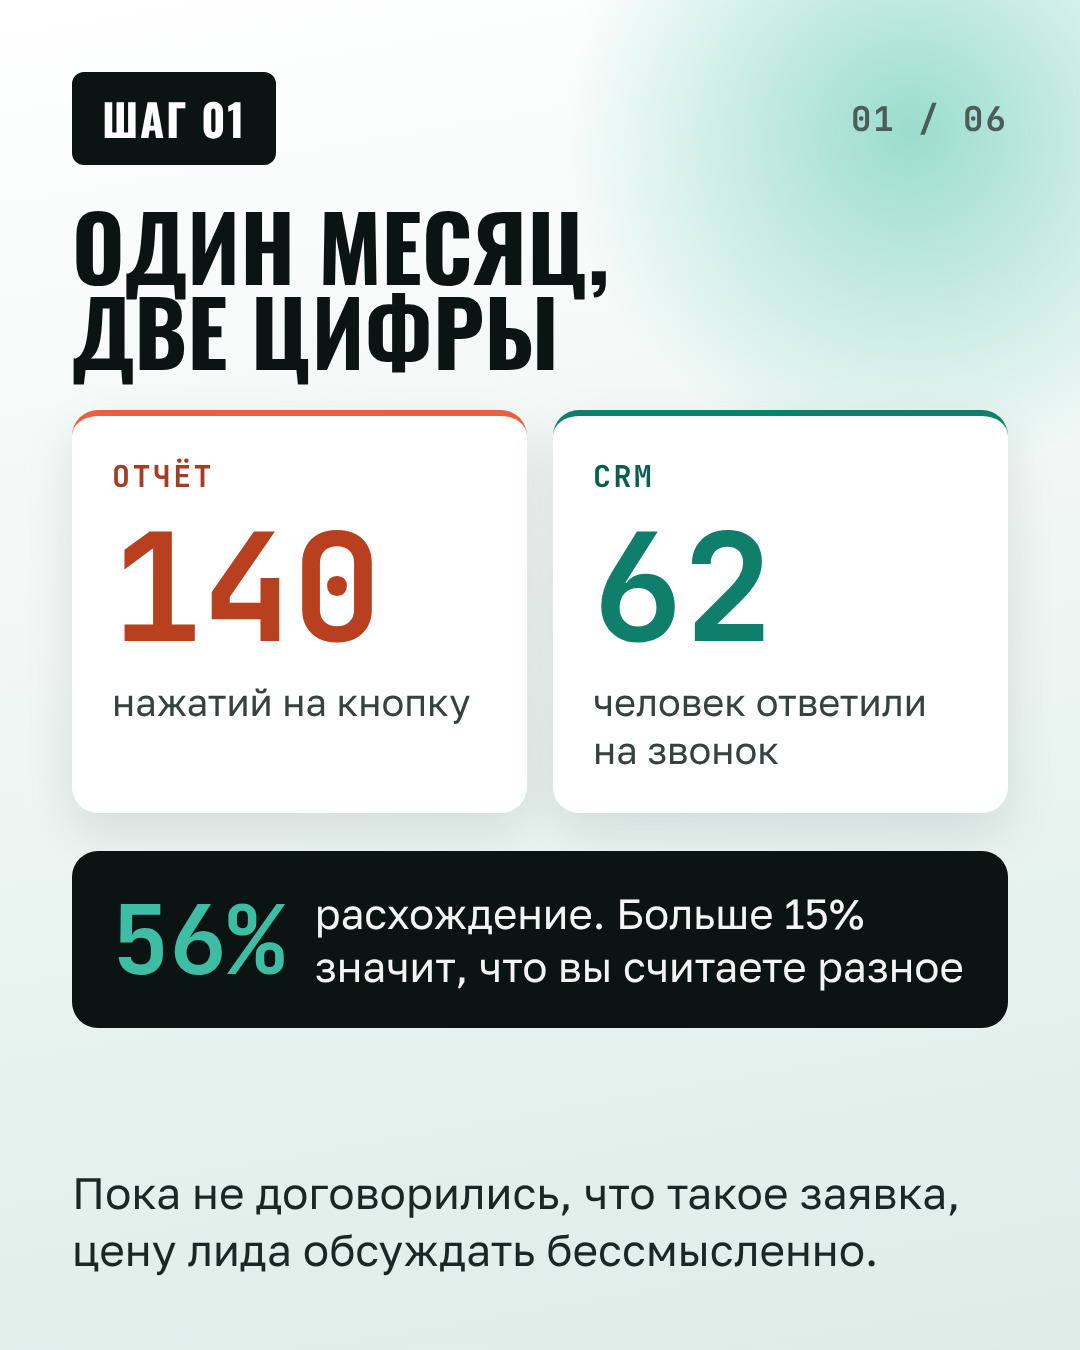 ШАГ 01
01 / 06
ОДИН МЕСЯЦ,
ДВЕ ЦИФРЫ
ОТЧЁТ
140
нажатий на кнопку
CRM
62
человек ответили
на звонок
56%
расхождение. Больше 15%
значит, что вы считаете разное
Пока не договорились, что такое заявка,
цену лида обсуждать бессмысленно.